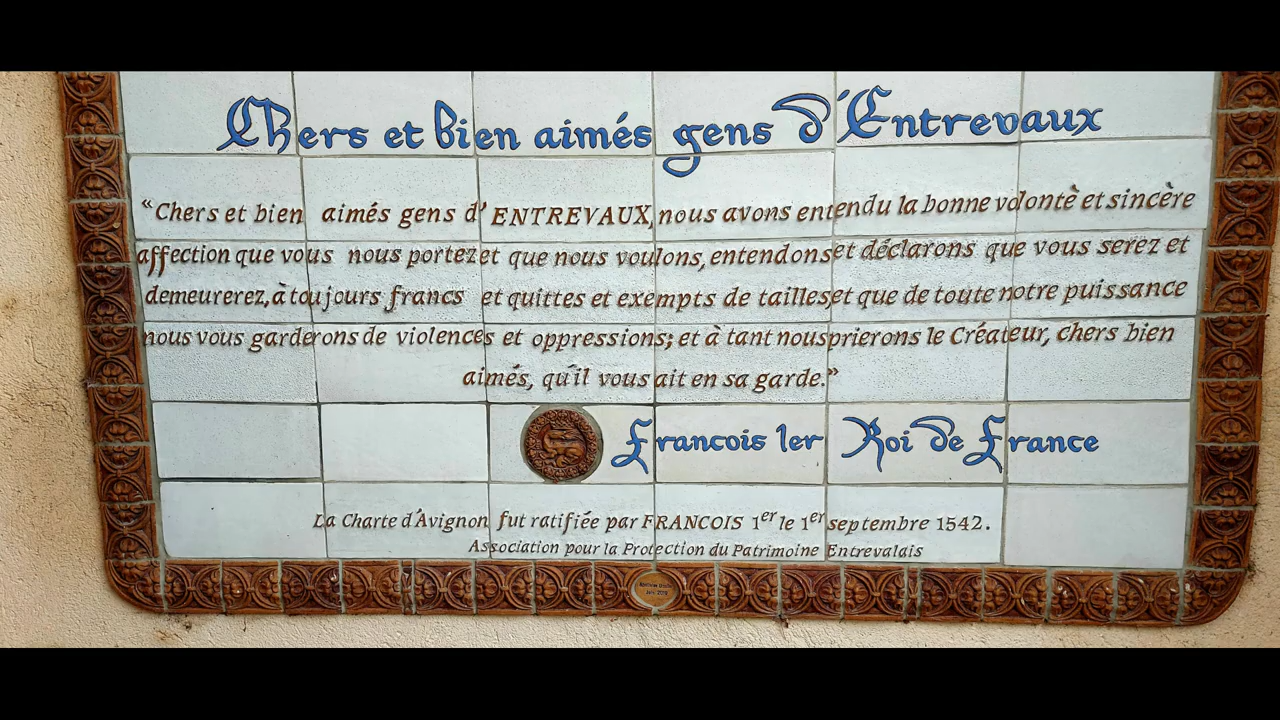 Chers et bien aimés gens d'Entrevaux
“Chers et bien aimés gens d'ENTREVAUX, nous avons entendu la bonne volontè et sincère
affection que vous nous portez et que nous voulons, entendons et déclarons que vous serez et
demeurerez, à toujours francs et quittes et exempts de tailles, et que de toute notre puissance
nous vous garderons de violences et oppressions; et à tant nous prierons le Créateur, chers bien
aimés, qu'il vous ait en sa garde.”
Francois 1er Roi de France
La Charte d'Avignon fut ratifiée par FRANCOIS 1er le 1er septembre 1542.
Association pour la Protection du Patrimoine Entrevalais